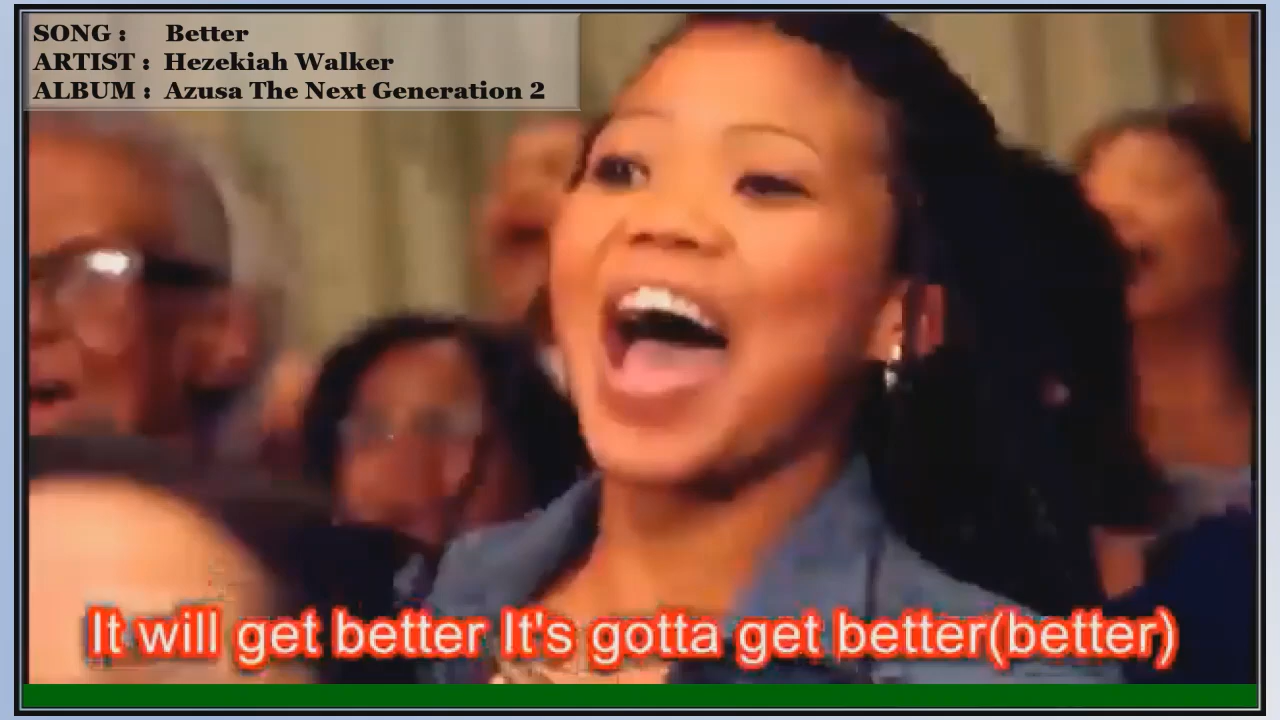 SONG : Better
ARTIST : Hezekiah Walker
ALBUM : Azusa The Next Generation 2
It will get better It's gotta get better(better)